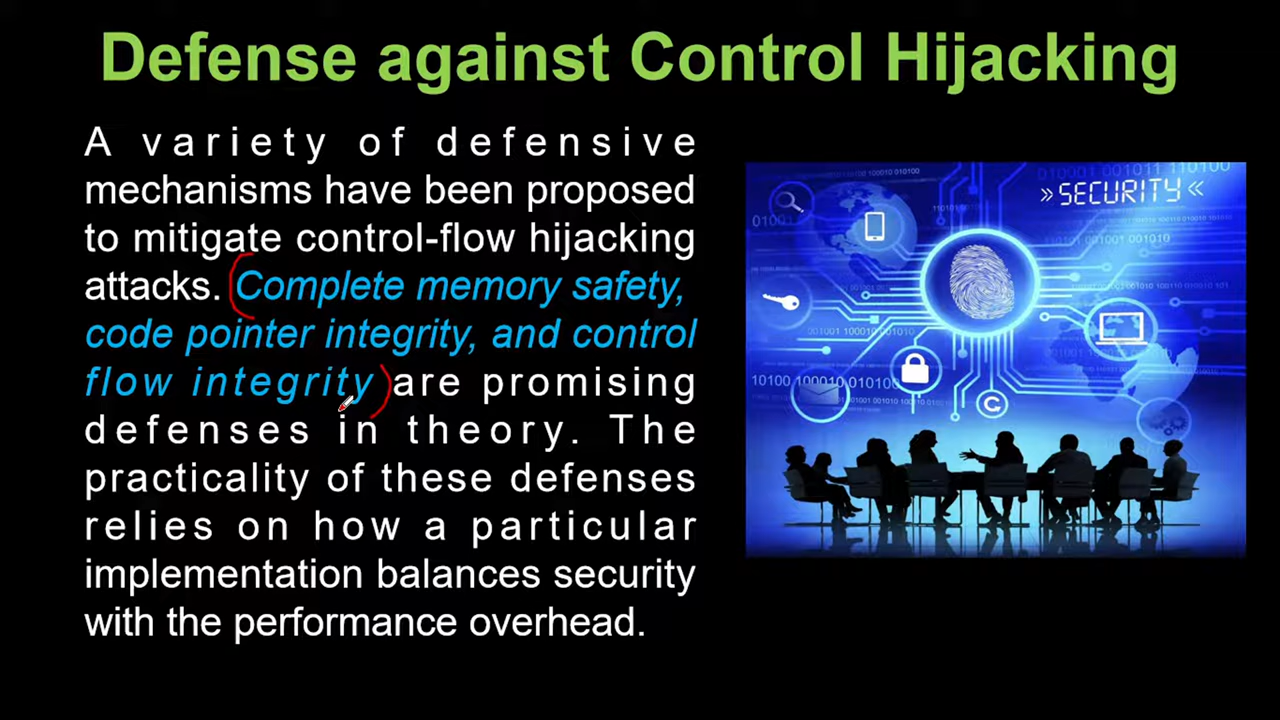 Defense against Control Hijacking
A variety of defensive
mechanisms have been proposed
to mitigate control-flow hijacking
attacks. Complete memory safety,
code pointer integrity, and control
flow integrity are promising
defenses in theory. The
practicality of these defenses
relies on how a particular
implementation balances security
with the performance overhead.
»SECURITY«